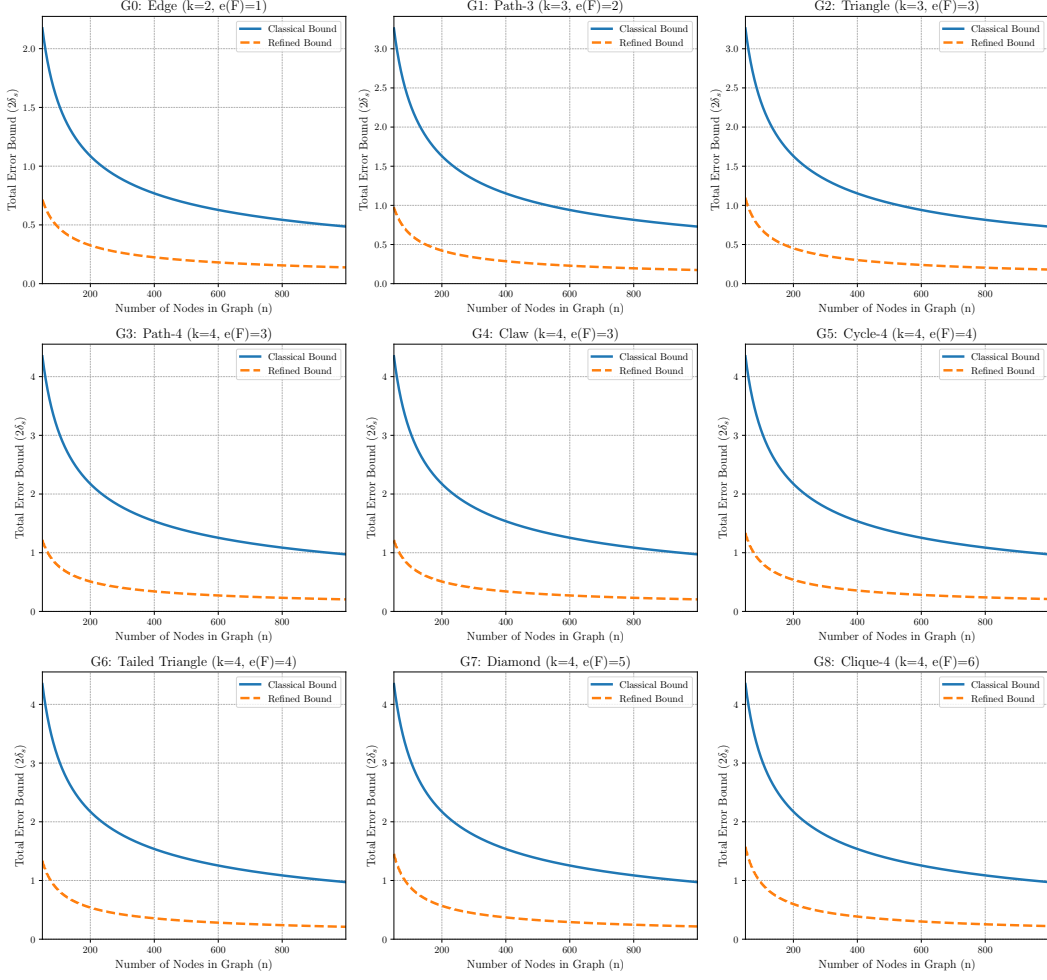 G0: Edge (k=2, e(F)=1)
Classical Bound
Refined Bound
Total Error Bound (2δₛ)
2.0
1.5
1.0
0.5
0.0
200 400 600 800
Number of Nodes in Graph (n)
G1: Path-3 (k=3, e(F)=2)
Classical Bound
Refined Bound
Total Error Bound (2δₛ)
3.0
2.5
2.0
1.5
1.0
0.5
0.0
200 400 600 800
Number of Nodes in Graph (n)
G2: Triangle (k=3, e(F)=3)
Classical Bound
Refined Bound
Total Error Bound (2δₛ)
3.0
2.5
2.0
1.5
1.0
0.5
0.0
200 400 600 800
Number of Nodes in Graph (n)
G3: Path-4 (k=4, e(F)=3)
Classical Bound
Refined Bound
Total Error Bound (2δₛ)
4
3
2
1
0
200 400 600 800
Number of Nodes in Graph (n)
G4: Claw (k=4, e(F)=3)
Classical Bound
Refined Bound
Total Error Bound (2δₛ)
4
3
2
1
0
200 400 600 800
Number of Nodes in Graph (n)
G5: Cycle-4 (k=4, e(F)=4)
Classical Bound
Refined Bound
Total Error Bound (2δₛ)
4
3
2
1
0
200 400 600 800
Number of Nodes in Graph (n)
G6: Tailed Triangle (k=4, e(F)=4)
Classical Bound
Refined Bound
Total Error Bound (2δₛ)
4
3
2
1
0
200 400 600 800
Number of Nodes in Graph (n)
G7: Diamond (k=4, e(F)=5)
Classical Bound
Refined Bound
Total Error Bound (2δₛ)
4
3
2
1
0
200 400 600 800
Number of Nodes in Graph (n)
G8: Clique-4 (k=4, e(F)=6)
Classical Bound
Refined Bound
Total Error Bound (2δₛ)
4
3
2
1
0
200 400 600 800
Number of Nodes in Graph (n)